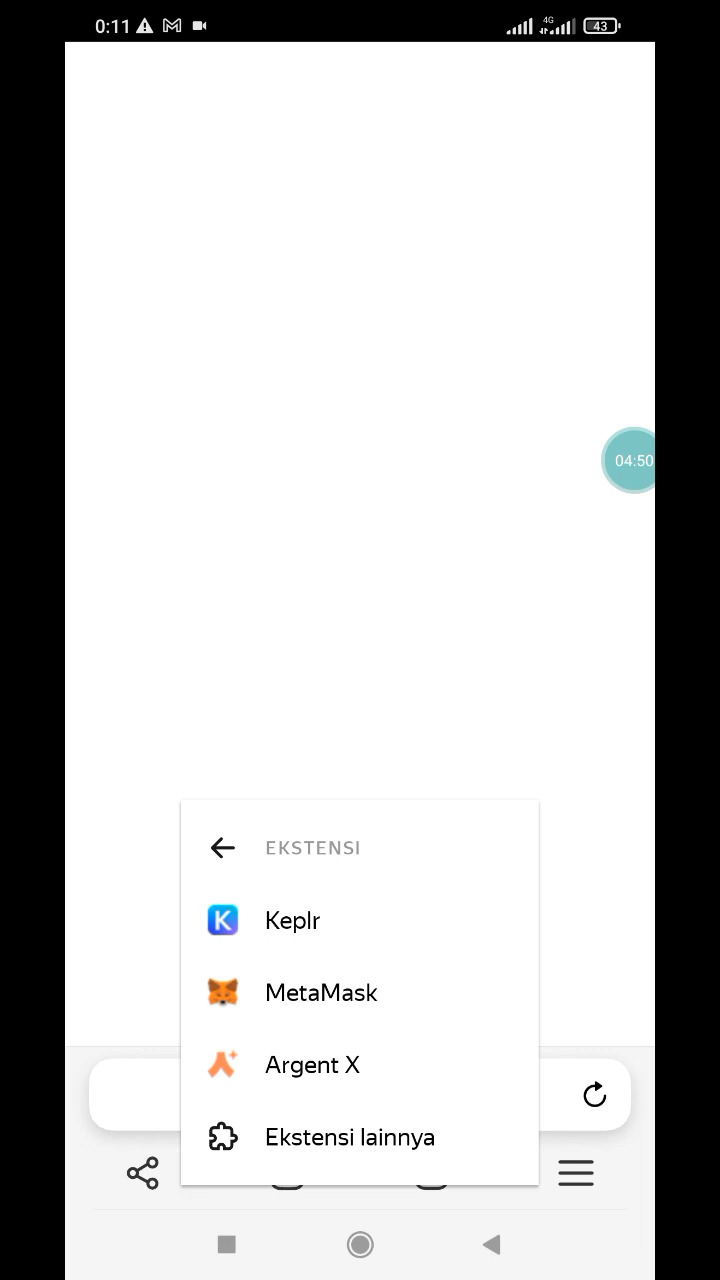 0:11
4G
43
04:50
EKSTENSI
Keplr
MetaMask
Argent X
Ekstensi lainnya